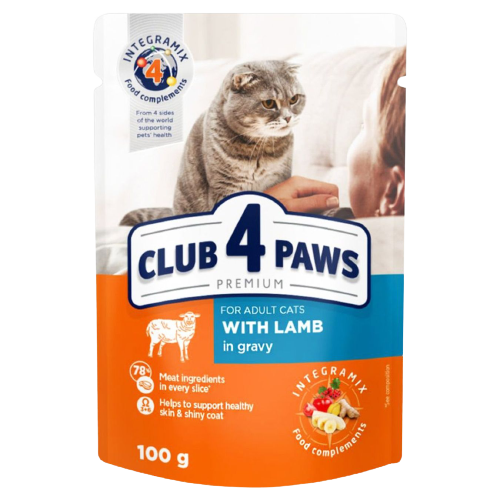 INTEGRAMIX
4
Food complements
From 4 sides
of the world
supporting
pets' health
CLUB 4 PAWS
PREMIUM
FOR ADULT CATS
WITH LAMB
in gravy
78%
Meat ingredients
in every slice*
Helps to support healthy
skin & shiny coat
100 g
INTEGRAMIX
Food complements